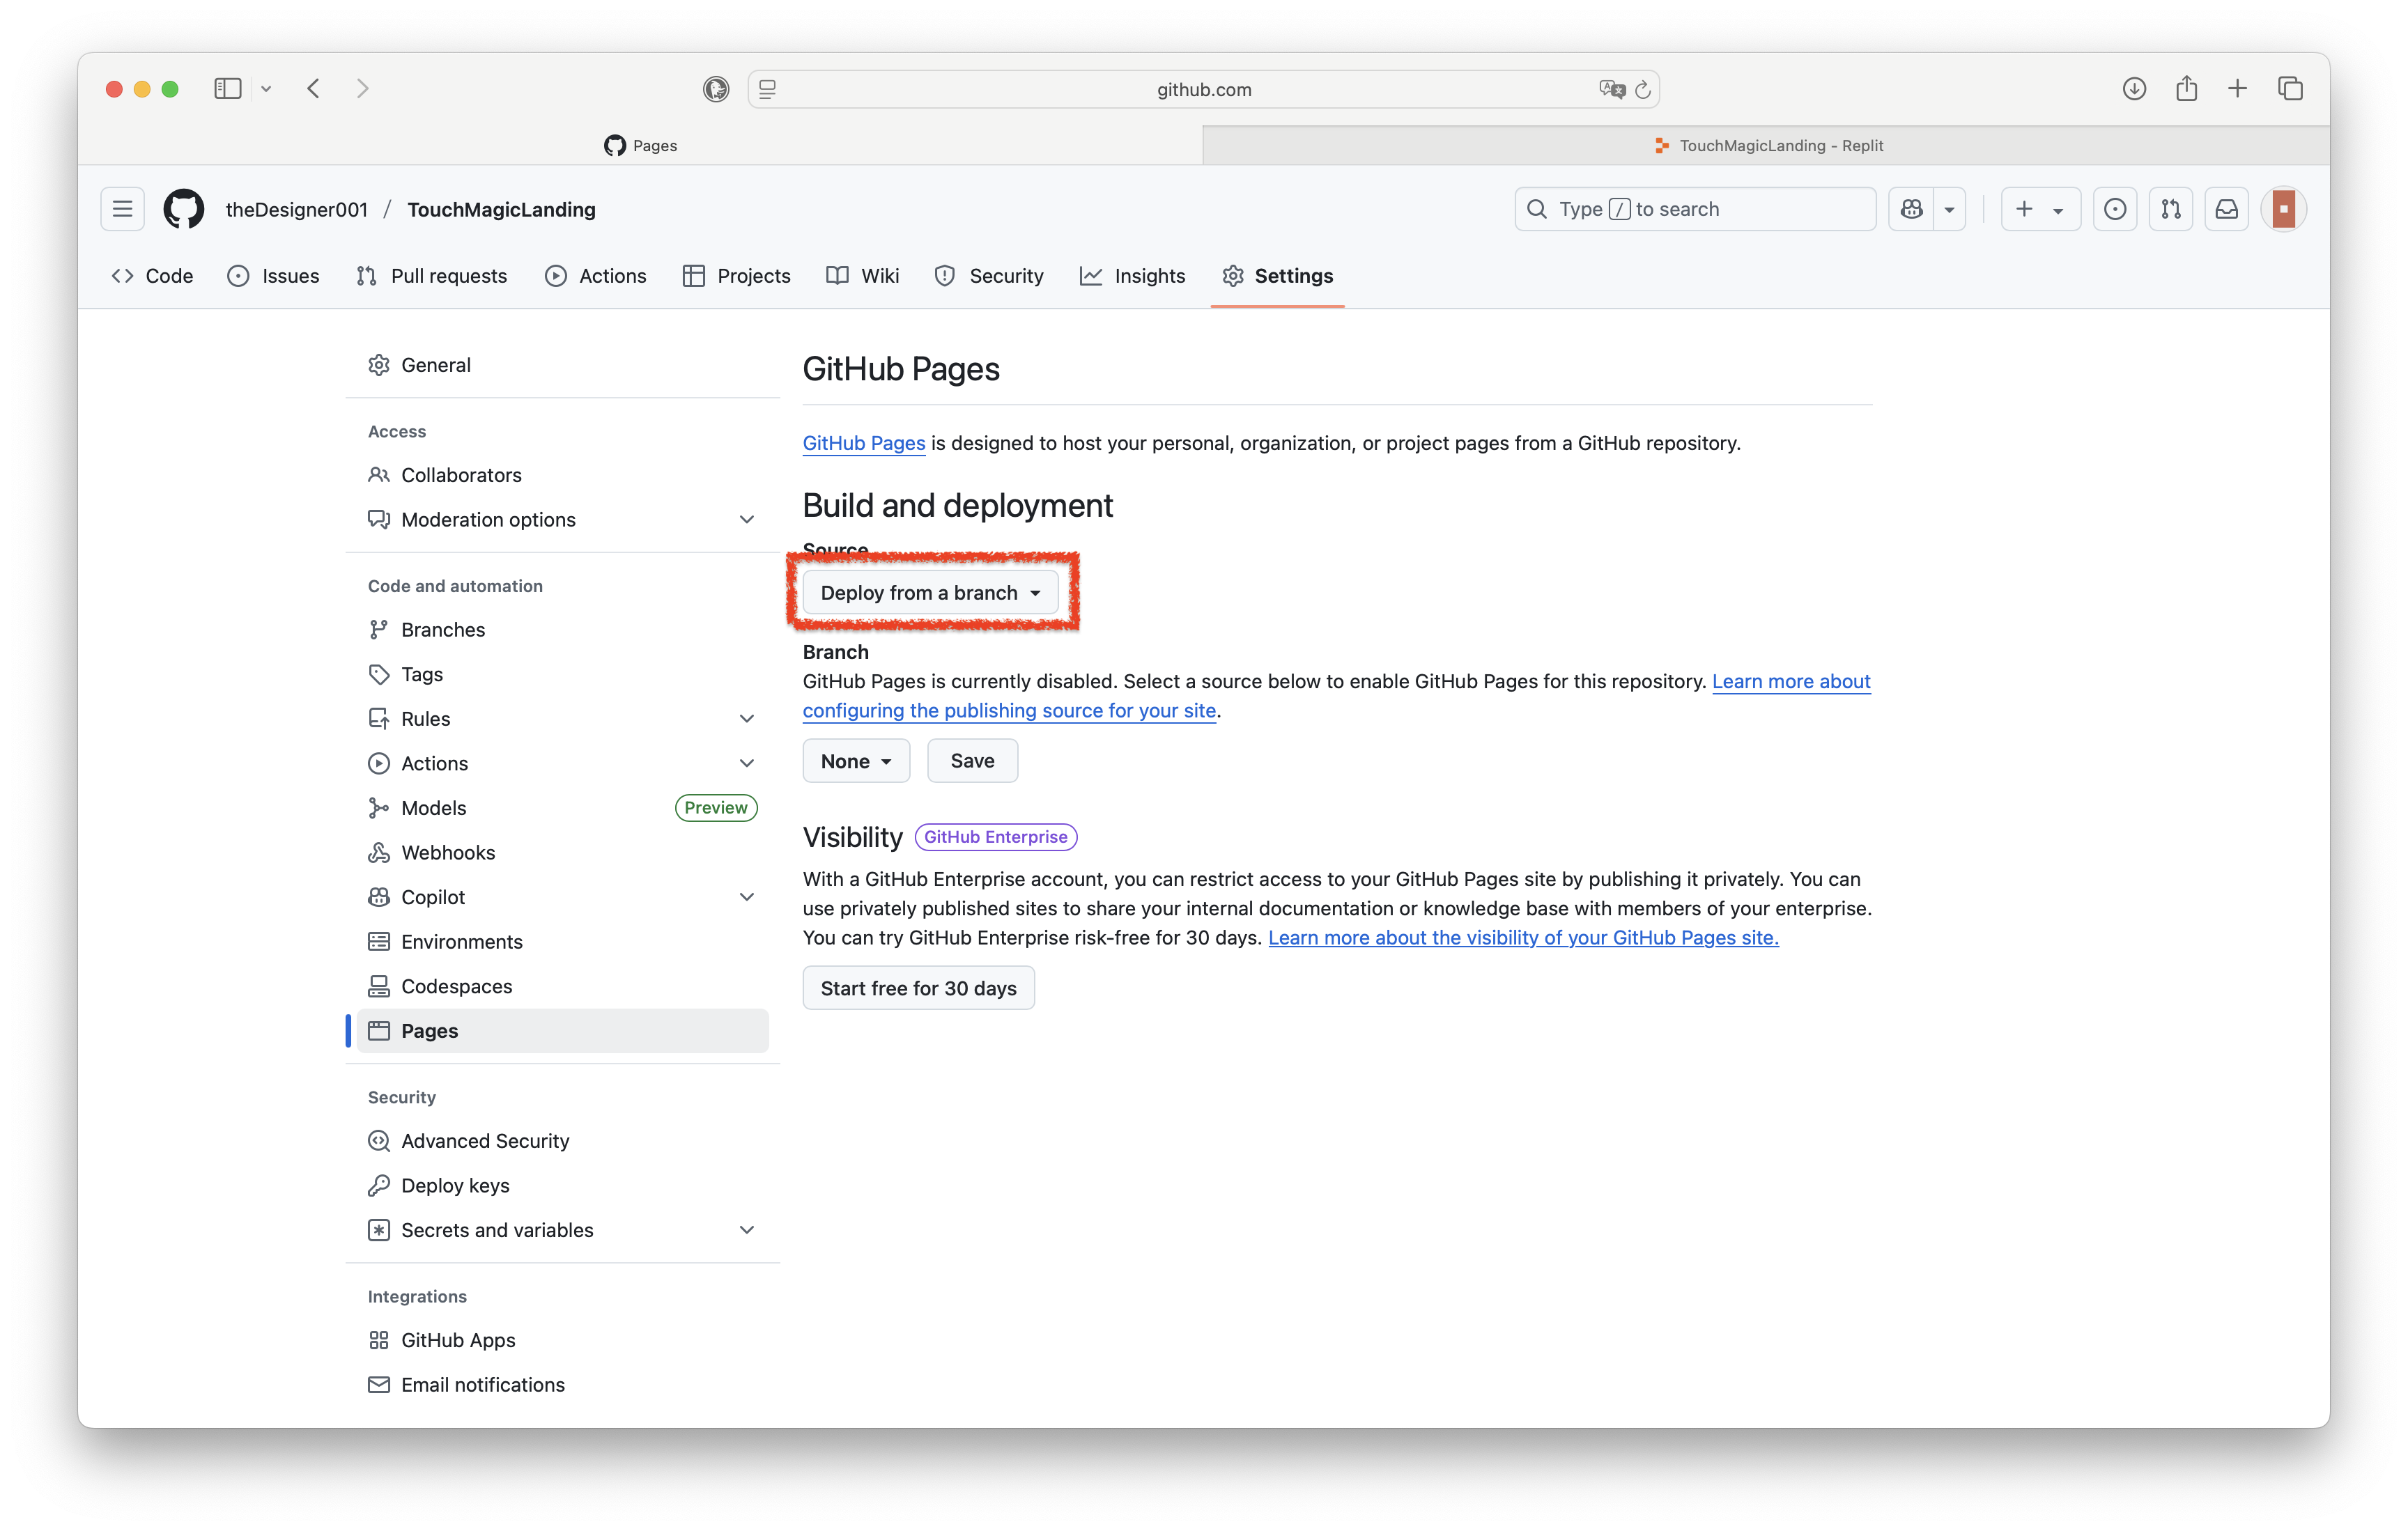 github.com
Pages
TouchMagicLanding - Replit
theDesigner001 / TouchMagicLanding
Type / to search
Code
Issues
Pull requests
Actions
Projects
Wiki
Security
Insights
Settings
General
Access
Collaborators
Moderation options
Code and automation
Branches
Tags
Rules
Actions
Models
Preview
Webhooks
Copilot
Environments
Codespaces
Pages
Security
Advanced Security
Deploy keys
Secrets and variables
Integrations
GitHub Apps
Email notifications
GitHub Pages
GitHub Pages is designed to host your personal, organization, or project pages from a GitHub repository.
Build and deployment
Source
Deploy from a branch
Branch
GitHub Pages is currently disabled. Select a source below to enable GitHub Pages for this repository. Learn more about
configuring the publishing source for your site.
None
Save
Visibility
GitHub Enterprise
With a GitHub Enterprise account, you can restrict access to your GitHub Pages site by publishing it privately. You can
use privately published sites to share your internal documentation or knowledge base with members of your enterprise.
You can try GitHub Enterprise risk-free for 30 days. Learn more about the visibility of your GitHub Pages site.
Start free for 30 days